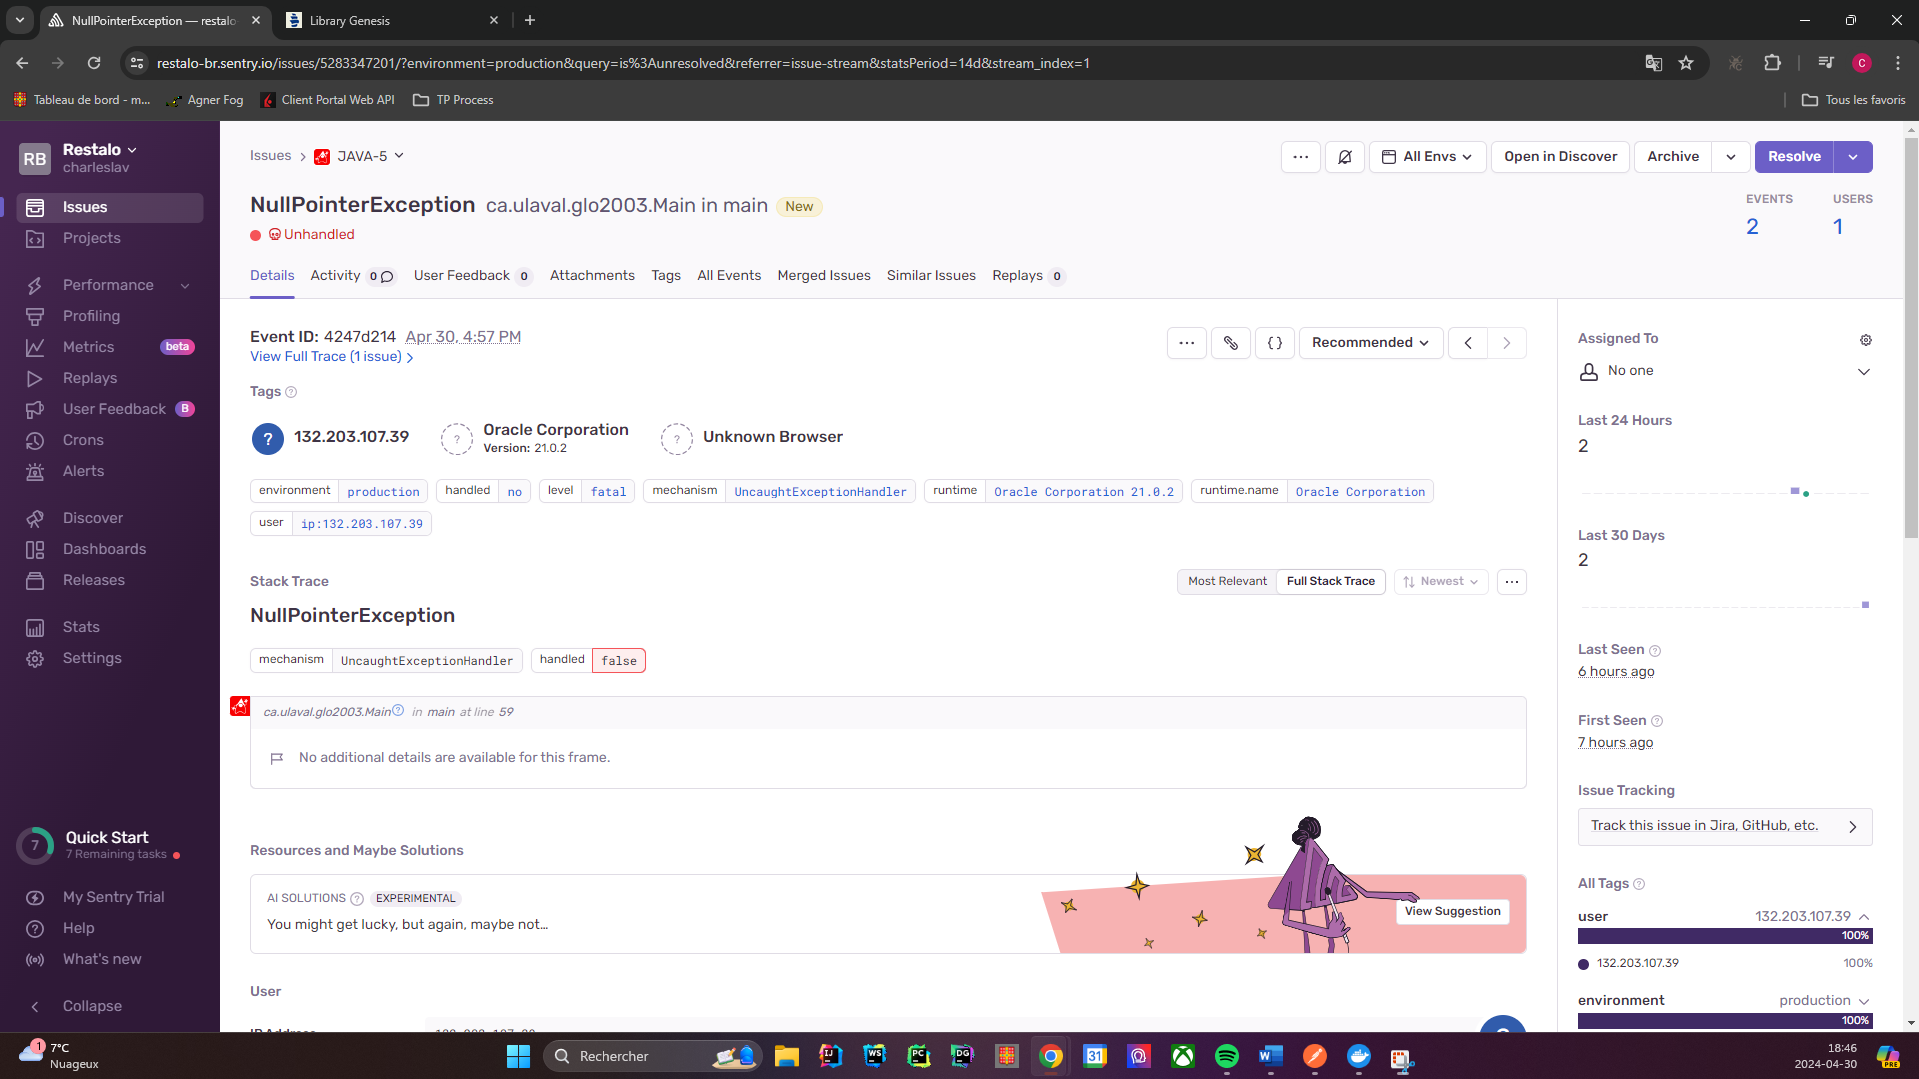 NullPointerException — restalo
Library Genesis
restalo-br.sentry.io/issues/5283347201/?environment=production&query=is%3Aunresolved&referrer=issue-stream&statsPeriod=14d&stream_index=1
C
Tableau de bord - m...
Agner Fog
Client Portal Web API
TP Process
Tous les favoris
RB
Restalo
charleslav
Issues
Projects
Performance
Profiling
Metrics beta
Replays
User Feedback B
Crons
Alerts
Discover
Dashboards
Releases
Stats
Settings
7
Quick Start
7 Remaining tasks
My Sentry Trial
Help
What's new
Collapse
Issues > JAVA-5
... All Envs Open in Discover Archive Resolve
NullPointerException ca.ulaval.glo2003.Main in main New
Unhandled
EVENTS USERS
2 1
Details Activity 0 User Feedback 0 Attachments Tags All Events Merged Issues Similar Issues Replays 0
Event ID: 4247d214 Apr 30, 4:57 PM
View Full Trace (1 issue) >
... {} Recommended < >
Tags ?
? 132.203.107.39
? Oracle Corporation
Version: 21.0.2
? Unknown Browser
environment production handled no level fatal mechanism UncaughtExceptionHandler runtime Oracle Corporation 21.0.2 runtime.name Oracle Corporation
user ip:132.203.107.39
Stack Trace
Most Relevant Full Stack Trace Newest ...
NullPointerException
mechanism UncaughtExceptionHandler handled false
ca.ulaval.glo2003.Main ? in main at line 59
No additional details are available for this frame.
Resources and Maybe Solutions
AI SOLUTIONS ? EXPERIMENTAL
You might get lucky, but again, maybe not...
View Suggestion
User
Assigned To
No one
Last 24 Hours
2
Last 30 Days
2
Last Seen ?
6 hours ago
First Seen ?
7 hours ago
Issue Tracking
Track this issue in Jira, GitHub, etc.
All Tags ?
user 132.203.107.39
100%
132.203.107.39 100%
environment production
100%
1
7°C
Nuageux
Rechercher
IJ
WS
PC
DG
31
W
PRE
18:46
2024-04-30